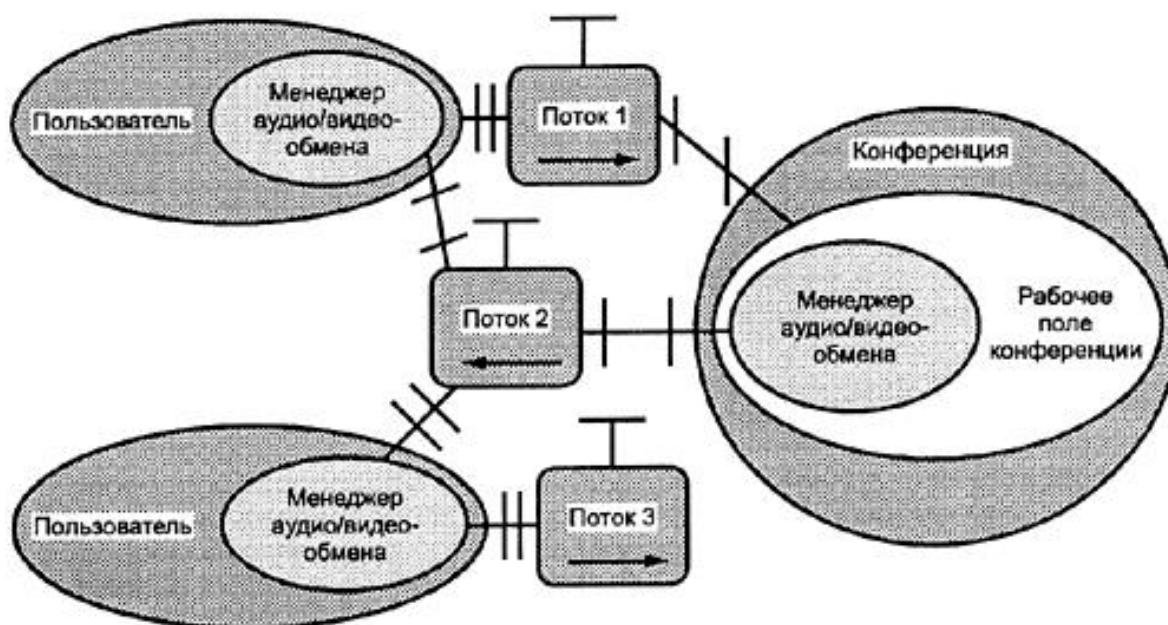 Менеджер
аудио/видео-
обмена
Пользователь
Поток 1
Конференция
Поток 2
Менеджер
аудио/видео-
обмена
Рабочее
поле
конференции
Менеджер
аудио/видео-
обмена
Пользователь
Поток 3